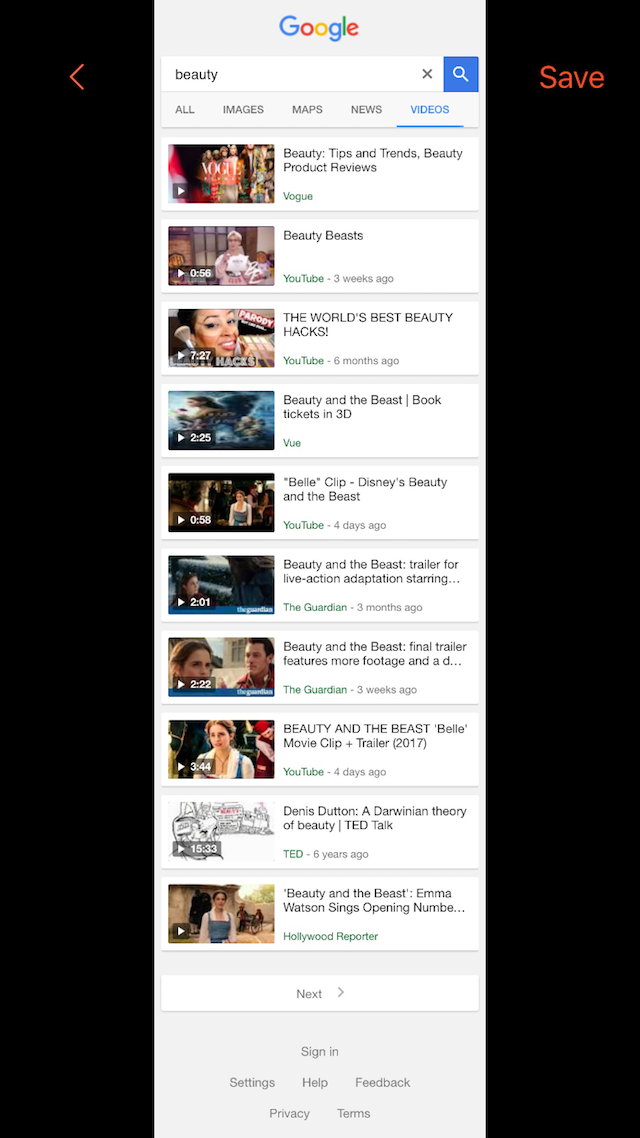 Google
beauty
Save
ALL IMAGES MAPS NEWS VIDEOS
VOGUE
Beauty: Tips and Trends, Beauty
Product Reviews
Vogue
0:56
Beauty Beasts
YouTube - 3 weeks ago
PARODY
7:27
HACKS
THE WORLD'S BEST BEAUTY
HACKS!
YouTube - 6 months ago
2:25
Beauty and the Beast | Book
tickets in 3D
Vue
0:58
"Belle" Clip - Disney's Beauty
and the Beast
YouTube - 4 days ago
2:01
theguardian
Beauty and the Beast: trailer for
live-action adaptation starring...
The Guardian - 3 months ago
2:22
theguardian
Beauty and the Beast: final trailer
features more footage and a d...
The Guardian - 3 weeks ago
3:44
BEAUTY AND THE BEAST 'Belle'
Movie Clip + Trailer (2017)
YouTube - 4 days ago
15:33
Denis Dutton: A Darwinian theory
of beauty | TED Talk
TED - 6 years ago
'Beauty and the Beast': Emma
Watson Sings Opening Numbe...
Hollywood Reporter
Next
Sign in
Settings Help Feedback
Privacy Terms